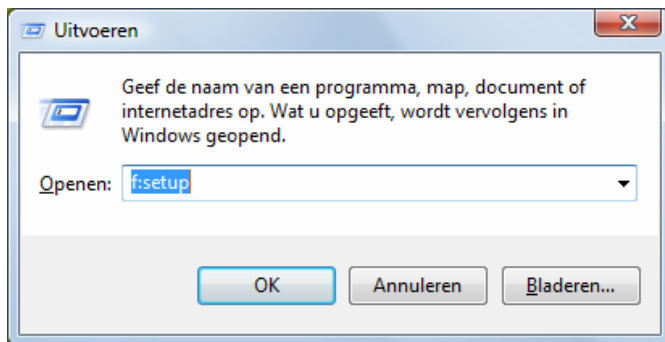 Uitvoeren
Geef de naam van een programma, map, document of
internetadres op. Wat u opgeeft, wordt vervolgens in
Windows geopend.
Openen: f:setup
OK Annuleren Bladeren...